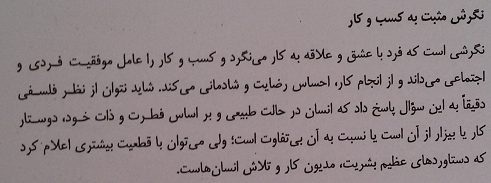 نگرش مثبت به کسب و کار
نگرشی است که فرد با عشق و علاقه به کار می‌نگرد و کسب و کار را عامل موفقیت فردی و
اجتماعی می‌داند و از انجام کار، احساس رضایت و شادمانی می‌کند. شاید نتوان از نظر فلسفی
دقیقاً به این سؤال پاسخ داد که انسان در حالت طبیعی و بر اساس فطرت و ذات خود، دوستار
کار یا بیزار از آن است یا نسبت به آن بی‌تفاوت است؛ ولی می‌توان با قطعیت بیشتری اعلام کرد
که دستاوردهای عظیم بشریت، مدیون کار و تلاش انسان‌هاست.